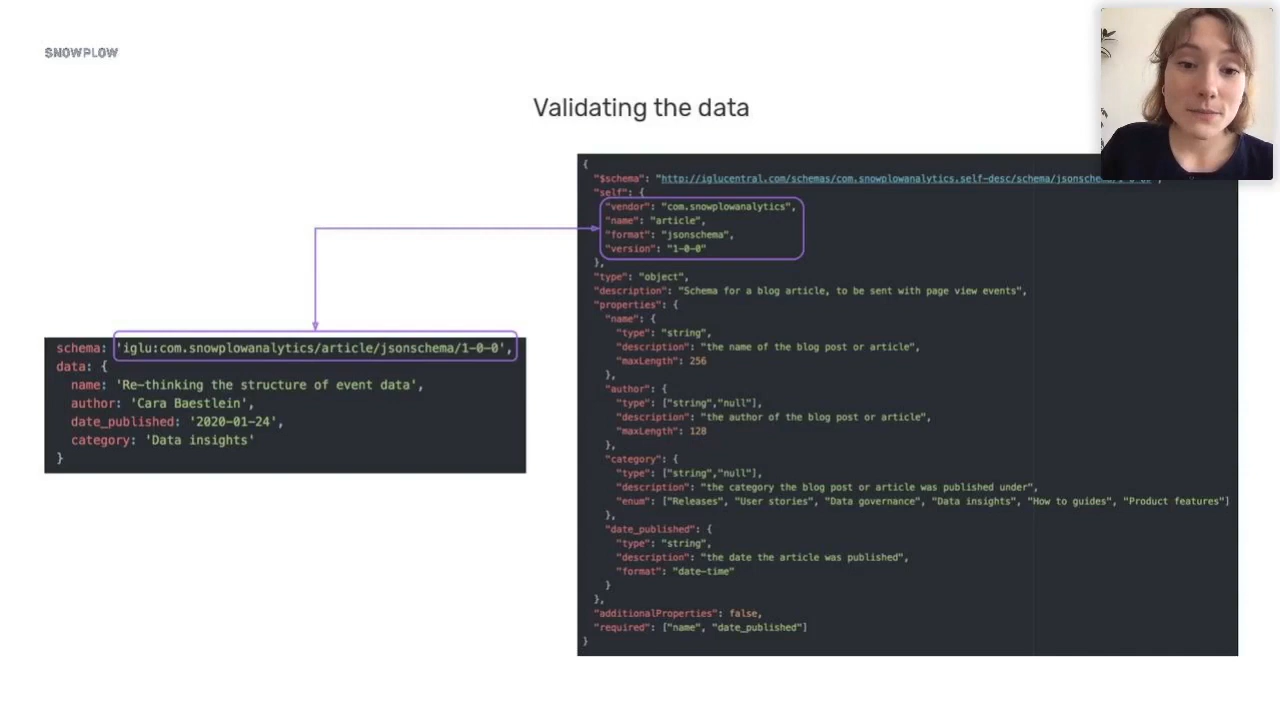 SNOWPLOW
Validating the data
schema: 'iglu:com.snowplowanalytics/article/jsonschema/1-0-0',
data: {
name: 'Re-thinking the structure of event data',
author: 'Cara Baestlein',
date_published: '2020-01-24',
category: 'Data insights'
}
{
"$schema": "http://iglucentral.com/schemas/com.snowplowanalytics.self-desc/schema/jsonschema/1-0-0#",
"self": {
"vendor": "com.snowplowanalytics",
"name": "article",
"format": "jsonschema",
"version": "1-0-0"
},
"type": "object",
"description": "Schema for a blog article, to be sent with page view events",
"properties": {
"name": {
"type": "string",
"description": "the name of the blog post or article",
"maxLength": 256
},
"author": {
"type": ["string","null"],
"description": "the author of the blog post or article",
"maxLength": 128
},
"category": {
"type": ["string","null"],
"description": "the category the blog post or article was published under",
"enum": ["Releases", "User stories", "Data governance", "Data insights", "How to guides", "Product features"]
},
"date_published": {
"type": "string",
"description": "the date the article was published",
"format": "date-time"
}
},
"additionalProperties": false,
"required": ["name", "date_published"]
}